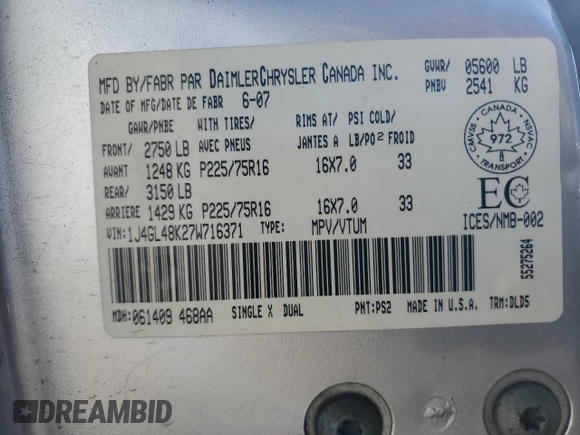 MFD BY/FABR PAR DAIMLERCHRYSLER CANADA INC.
GVWR/ 05600 LB
PNBV 2541 KG
DATE OF MFG/DATE DE FABR 6-07
GAWR/PNBE WITH TIRES/ RIMS AT/ PSI COLD/
FRONT/ 2750 LB AVEC PNEUS JANTES A LB/PO2 FROID
AVANT 1248 KG P225/75R16 16X7.0 33
REAR/ 3150 LB
ARRIERE 1429 KG P225/75R16 16X7.0 33
VIN: 1J4GL48K27W716371 TYPE: MPV/VTUM
CANADA
CMVSS 972 NSVAC
TRANSPORT
EC
ICES/NMB-002
55275264
MDH: 061409 468AA SINGLE X DUAL PNT: PS2 MADE IN U.S.A. TRM: DLD5
DREAMBID